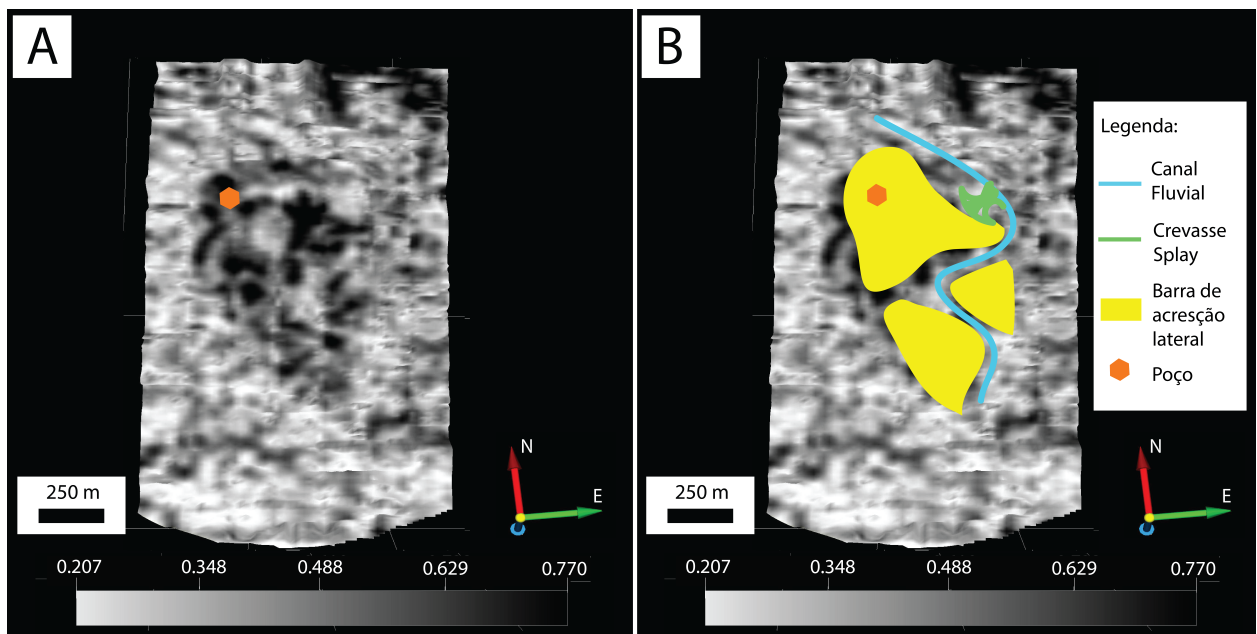 A
N
E
250 m
0.207 0.348 0.488 0.629 0.770
B
Legenda:
Canal
Fluvial
Crevasse
Splay
Barra de
acresção
lateral
Poço
N
E
250 m
0.207 0.348 0.488 0.629 0.770